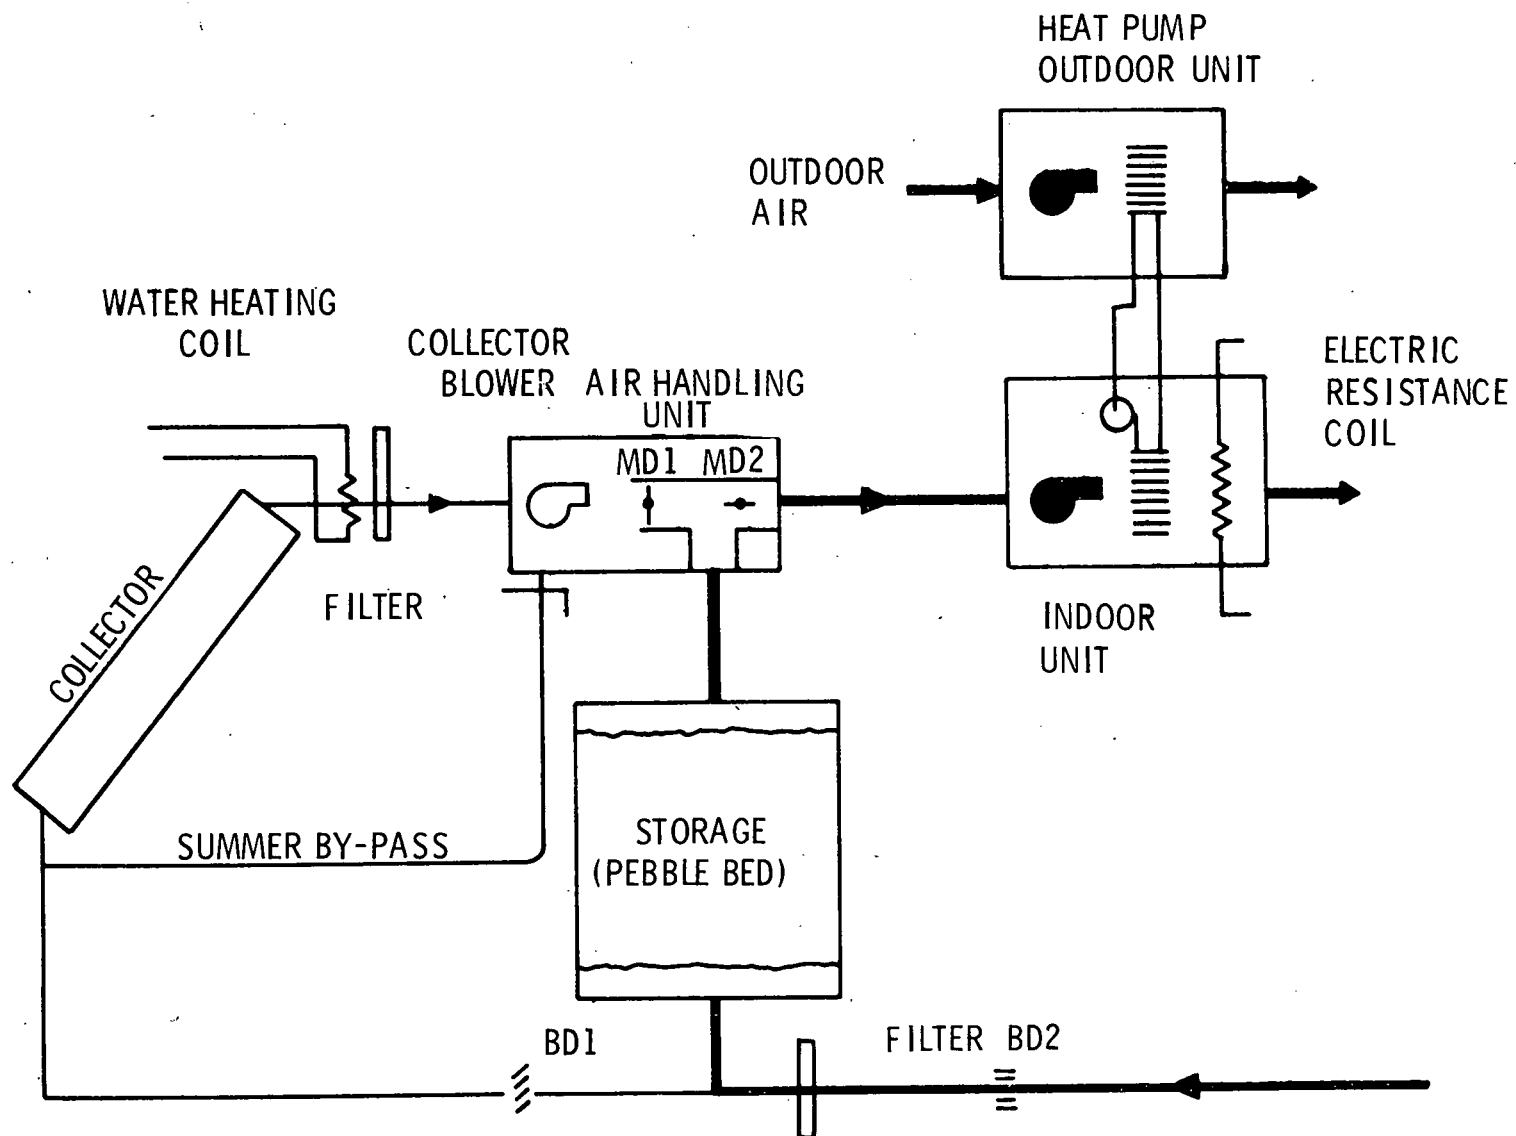 HEAT PUMP
OUTDOOR UNIT
OUTDOOR
AIR
WATER HEATING
COIL
COLLECTOR
BLOWER
AIR HANDLING
UNIT
ELECTRIC
RESISTANCE
COIL
MD1 MD2
COLLECTOR
FILTER
INDOOR
UNIT
SUMMER BY-PASS
STORAGE
(PEBBLE BED)
BD1
FILTER BD2